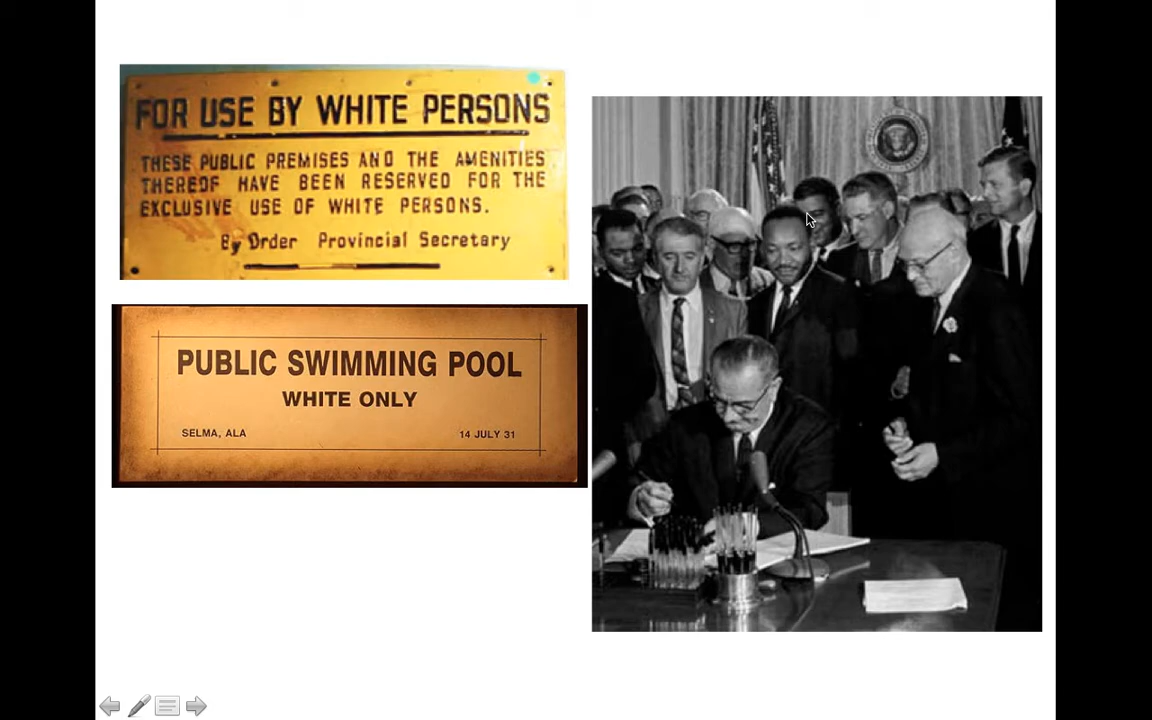 FOR USE BY WHITE PERSONS
THESE PUBLIC PREMISES AND THE AMENITIES
THEREOF HAVE BEEN RESERVED FOR THE
EXCLUSIVE USE OF WHITE PERSONS.
By Order Provincial Secretary
PUBLIC SWIMMING POOL
WHITE ONLY
SELMA, ALA 14 JULY 31